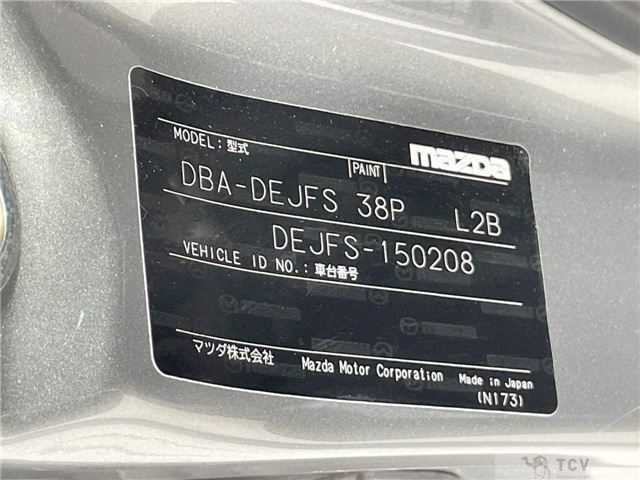 mazda
MODEL: 型式 PAINT
DBA-DEJFS 38P L2B
DEJFS-150208
VEHICLE ID NO.: 車台番号
マツダ株式会社 Mazda Motor Corporation Made in Japan
(N173)
TCV